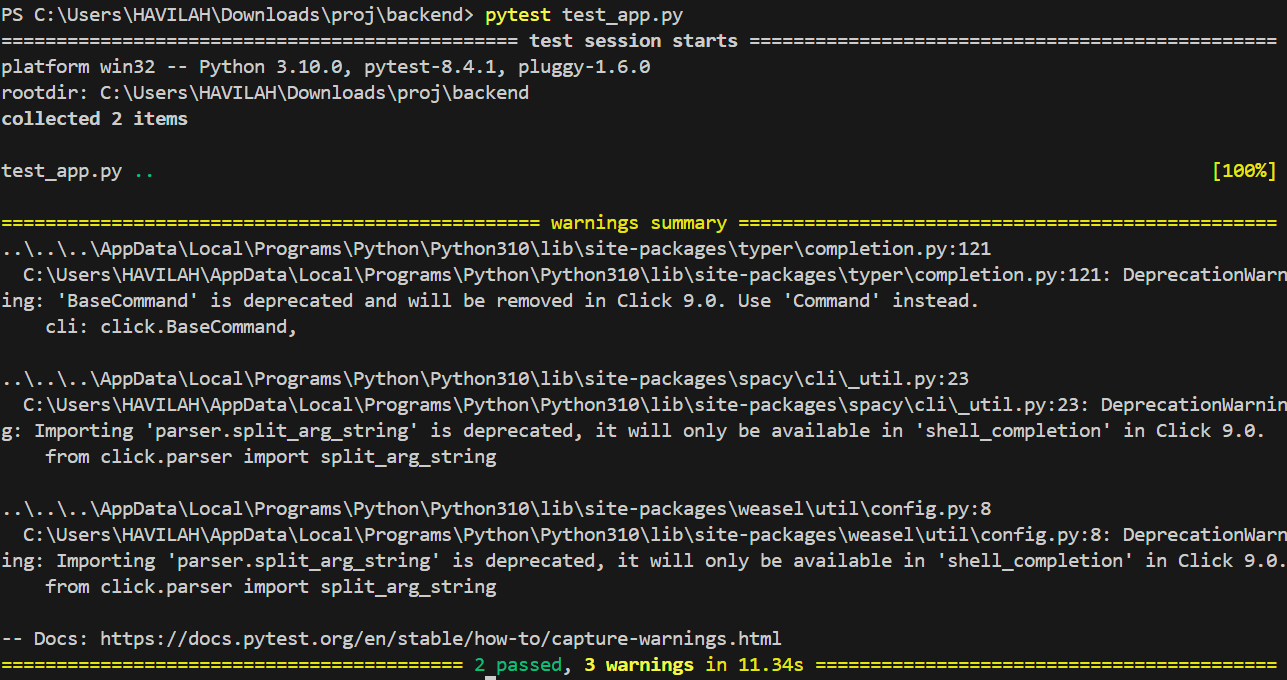 PS C:\Users\HAVILAH\Downloads\proj\backend> pytest test_app.py
=============================================== test session starts ================================================
platform win32 -- Python 3.10.0, pytest-8.4.1, pluggy-1.6.0
rootdir: C:\Users\HAVILAH\Downloads\proj\backend
collected 2 items
test_app.py .. [100%]
================================================= warnings summary =================================================
..\..\..\AppData\Local\Programs\Python\Python310\lib\site-packages\typer\completion.py:121
C:\Users\HAVILAH\AppData\Local\Programs\Python\Python310\lib\site-packages\typer\completion.py:121: DeprecationWarn
ing: 'BaseCommand' is deprecated and will be removed in Click 9.0. Use 'Command' instead.
cli: click.BaseCommand,
..\..\..\AppData\Local\Programs\Python\Python310\lib\site-packages\spacy\cli\_util.py:23
C:\Users\HAVILAH\AppData\Local\Programs\Python\Python310\lib\site-packages\spacy\cli\_util.py:23: DeprecationWarnin
g: Importing 'parser.split_arg_string' is deprecated, it will only be available in 'shell_completion' in Click 9.0.
from click.parser import split_arg_string
..\..\..\AppData\Local\Programs\Python\Python310\lib\site-packages\weasel\util\config.py:8
C:\Users\HAVILAH\AppData\Local\Programs\Python\Python310\lib\site-packages\weasel\util\config.py:8: DeprecationWarn
ing: Importing 'parser.split_arg_string' is deprecated, it will only be available in 'shell_completion' in Click 9.0.
from click.parser import split_arg_string
-- Docs: https://docs.pytest.org/en/stable/how-to/capture-warnings.html
========================================== 2 passed, 3 warnings in 11.34s ==========================================